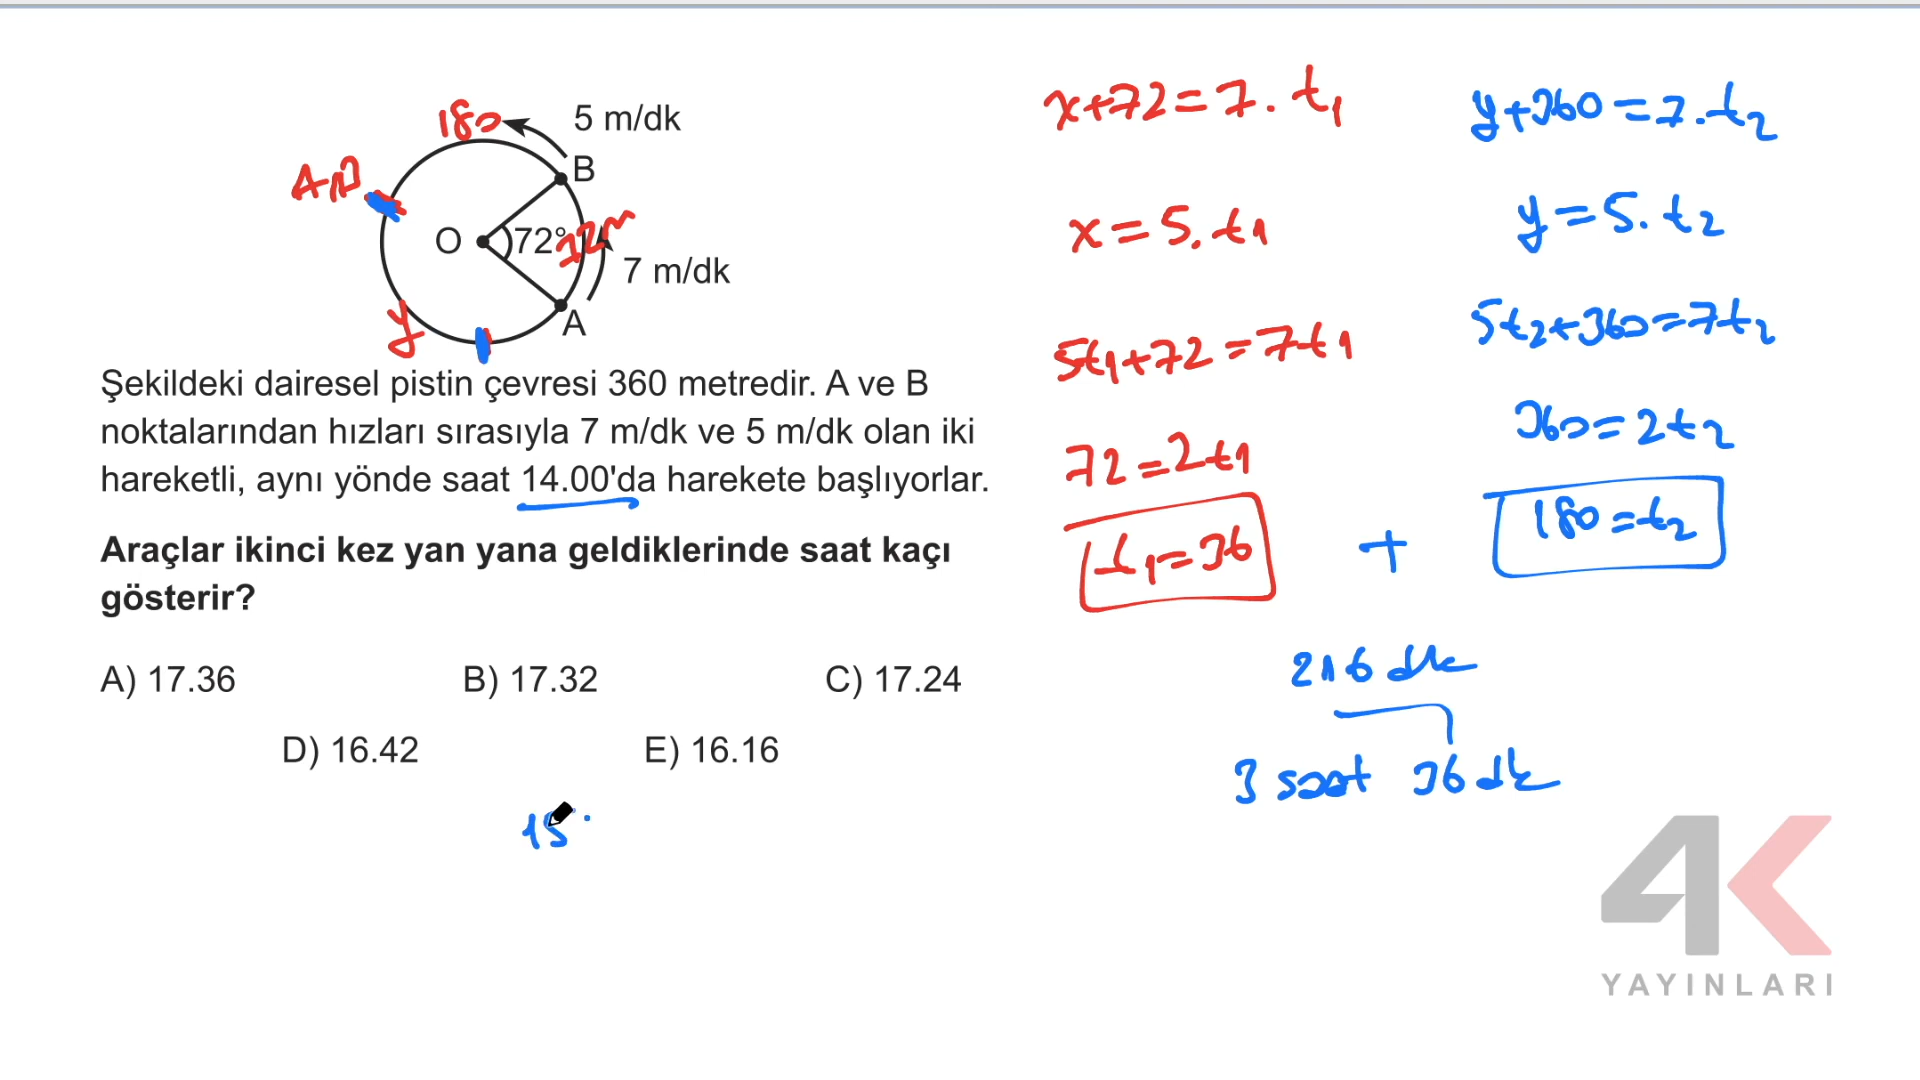 180
5 m/dk
B
A-B
O
72°
72m
7 m/dk
A
y
Şekildeki dairesel pistin çevresi 360 metredir. A ve B
noktalarından hızları sırasıyla 7 m/dk ve 5 m/dk olan iki
hareketli, aynı yönde saat 14.00'da harekete başlıyorlar.
Araçlar ikinci kez yan yana geldiklerinde saat kaçı
gösterir?
A) 17.36
B) 17.32
C) 17.24
D) 16.42
E) 16.16
15.
x+72=7.t₁
x=5.t₁
5t₁+72=7t₁
72=2t₁
t₁=36
+
y+360=7.t₂
y=5.t₂
5t₂+360=7t₂
360=2t₂
180=t₂
216 dk
3 saat 36 dk
4K
YAYINLARI